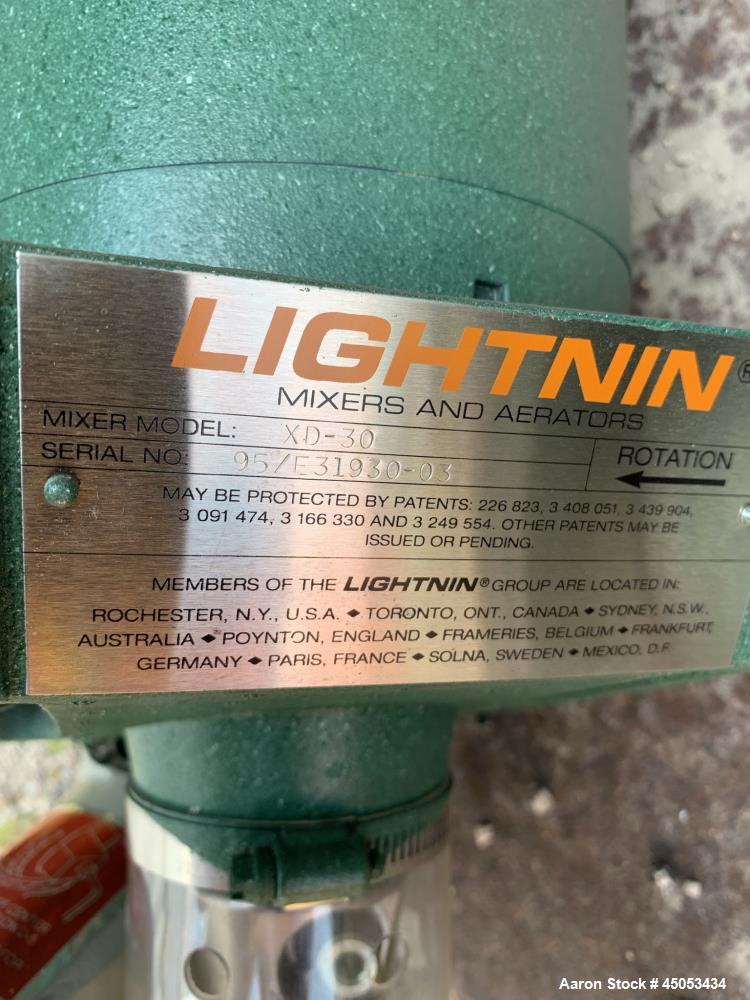 LIGHTNIN®
MIXERS AND AERATORS
MIXER MODEL: XD-30
SERIAL NO: 95/E31930-03
ROTATION
MAY BE PROTECTED BY PATENTS: 226 823, 3 408 051, 3 439 904,
3 091 474, 3 166 330 AND 3 249 554. OTHER PATENTS MAY BE
ISSUED OR PENDING.
MEMBERS OF THE LIGHTNIN® GROUP ARE LOCATED IN:
ROCHESTER, N.Y., U.S.A. ◆ TORONTO, ONT., CANADA ◆ SYDNEY, N.S.W.,
AUSTRALIA ◆ POYNTON, ENGLAND ◆ FRAMERIES, BELGIUM ◆ FRANKFURT,
GERMANY ◆ PARIS, FRANCE ◆ SOLNA, SWEDEN ◆ MEXICO, D.F.
Aaron Stock # 45053434